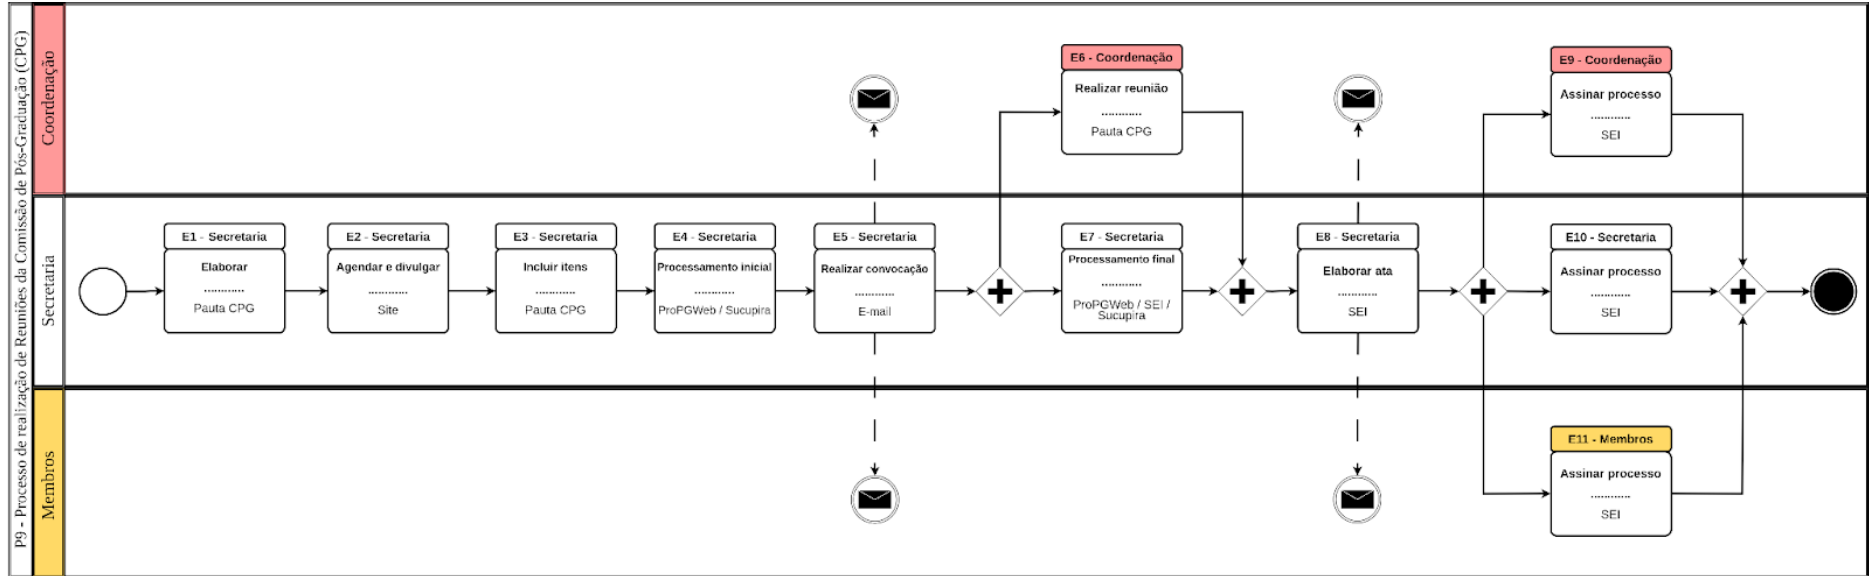 P9 - Processo de realização de Reuniões da Comissão de Pós-Graduação (CPG)
Coordenação
E6 - Coordenação
Realizar reunião
............
Pauta CPG
E9 - Coordenação
Assinar processo
............
SEI
Secretaria
E1 - Secretaria
Elaborar
............
Pauta CPG
E2 - Secretaria
Agendar e divulgar
............
Site
E3 - Secretaria
Incluir itens
............
Pauta CPG
E4 - Secretaria
Processamento inicial
............
ProPGWeb / Sucupira
E5 - Secretaria
Realizar convocação
............
E-mail
E7 - Secretaria
Processamento final
............
ProPGWeb / SEI /
Sucupira
E8 - Secretaria
Elaborar ata
............
SEI
E10 - Secretaria
Assinar processo
............
SEI
Membros
E11 - Membros
Assinar processo
............
SEI